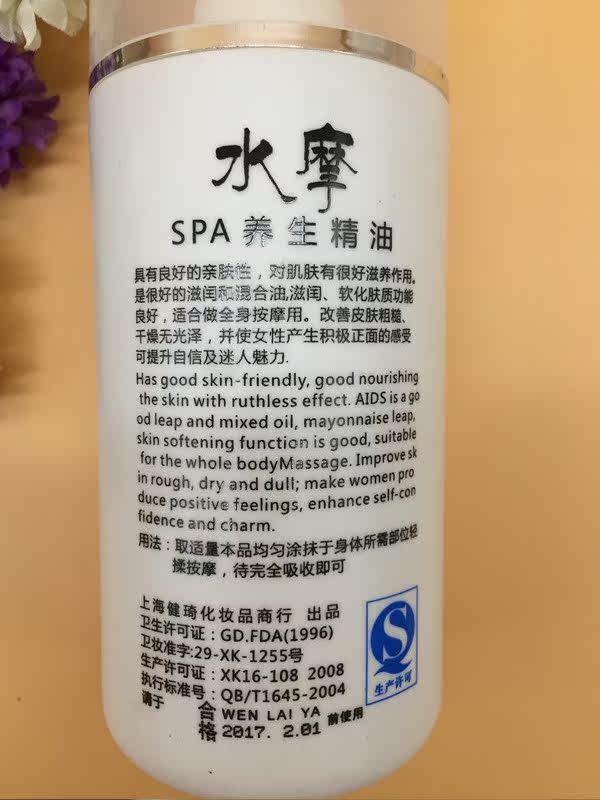 水摩
SPA 养生精油
具有良好的亲肤性，对肌肤有很好滋养作用。
是很好的滋闰和混合油,滋闰、软化肤质功能
良好，适合做全身按摩用。改善皮肤粗糙、
干燥无光泽，并使女性产生积极正面的感受
可提升自信及迷人魅力.
Has good skin-friendly, good nourishing
the skin with ruthless effect. AIDS is a go
od leap and mixed oil, mayonnaise leap,
skin softening function is good, suitable
for the whole bodyMassage. Improve sk
in rough, dry and dull; make women pro
duce positive feelings, enhance self-con
fidence and charm.
用法：取适量本品均匀涂抹于身体所需部位轻
揉按摩，待完全吸收即可
上海健琦化妆品商行 出品
卫生许可证：GD.FDA(1996)
卫妆准字:29-XK-1255号
生产许可证：XK16-108 2008
执行标准号：QB/T1645-2004
请于 合格 WEN LAI YA 前使用
2017. 2.01
生产许可